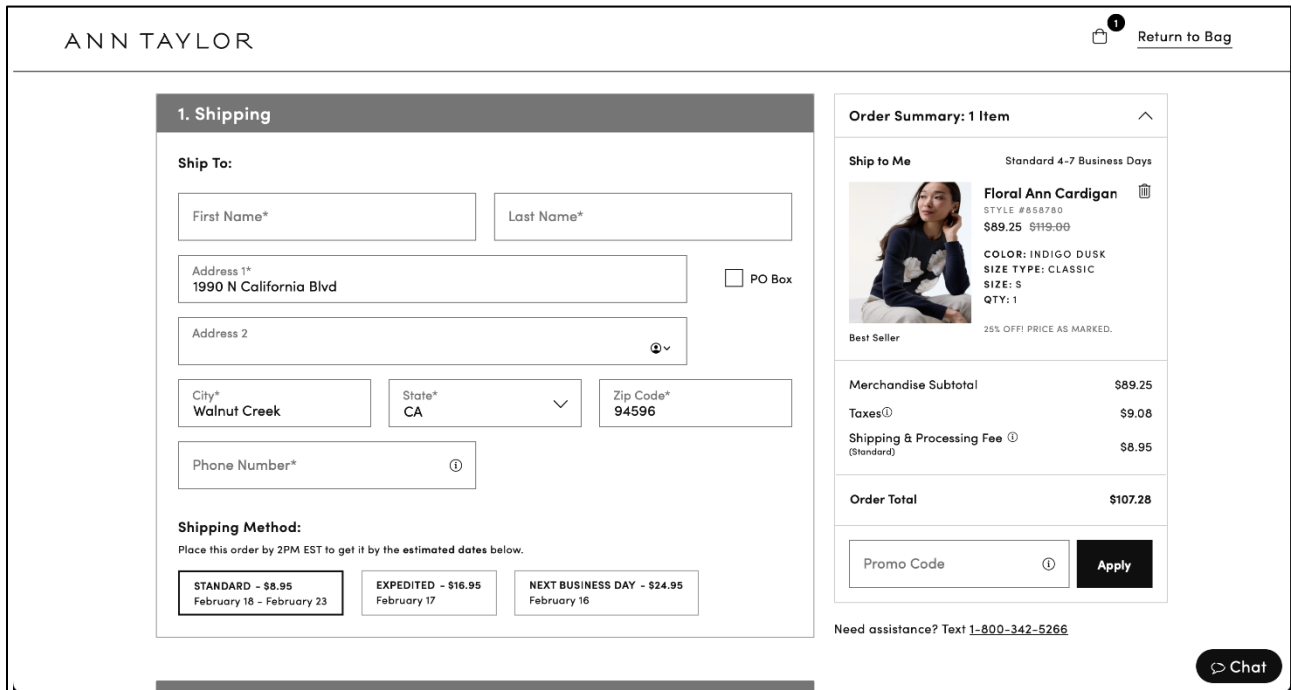 ANN TAYLOR
1
Return to Bag
1. Shipping
Ship To:
First Name*
Last Name*
Address 1*
1990 N California Blvd
PO Box
Address 2
City*
Walnut Creek
State*
CA
Zip Code*
94596
Phone Number*
Shipping Method:
Place this order by 2PM EST to get it by the estimated dates below.
STANDARD - $8.95
February 18 - February 23
EXPEDITED - $16.95
February 17
NEXT BUSINESS DAY - $24.95
February 16
Order Summary: 1 Item
Ship to Me
Standard 4-7 Business Days
Floral Ann Cardigan
STYLE #858780
$89.25 $119.00
COLOR: INDIGO DUSK
SIZE TYPE: CLASSIC
SIZE: S
QTY: 1
25% OFF! PRICE AS MARKED.
Best Seller
Merchandise Subtotal $89.25
Taxes $9.08
Shipping & Processing Fee
(Standard)
$8.95
Order Total $107.28
Promo Code
Apply
Need assistance? Text 1-800-342-5266
Chat